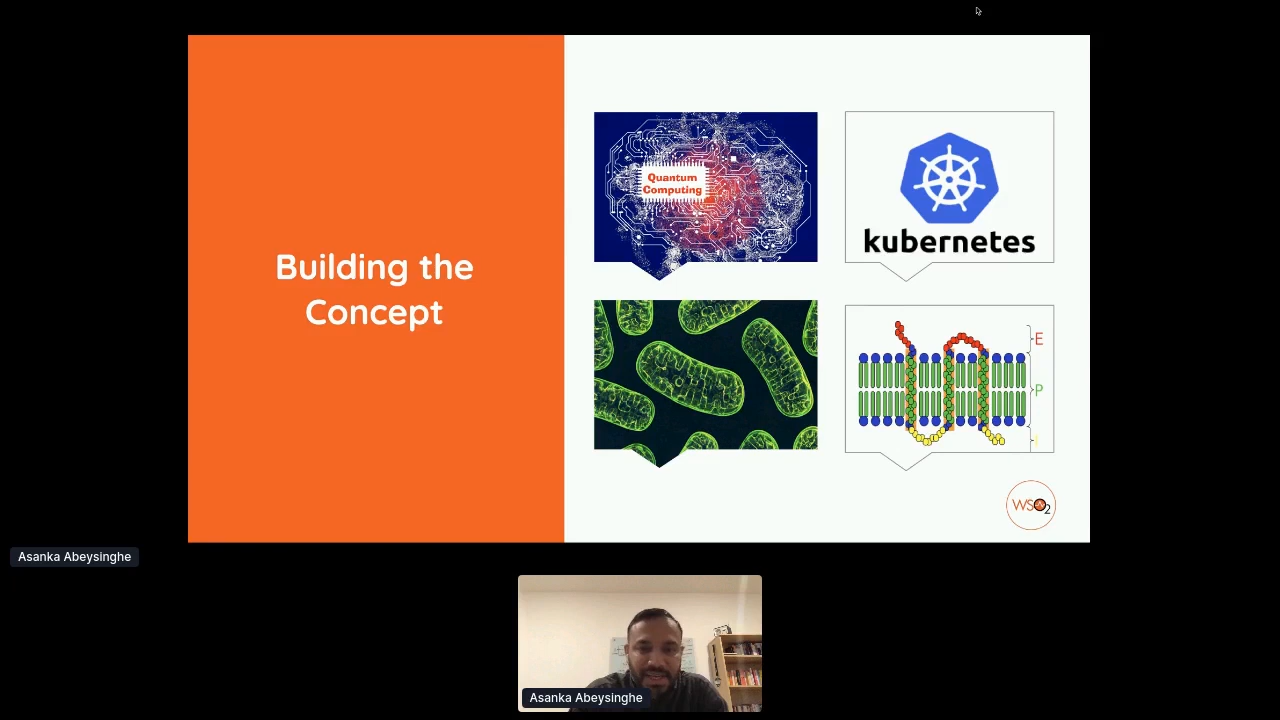 Building the
Concept
Quantum
Computing
kubernetes
E
P
I
WSO2
Asanka Abeysinghe
Asanka Abeysinghe